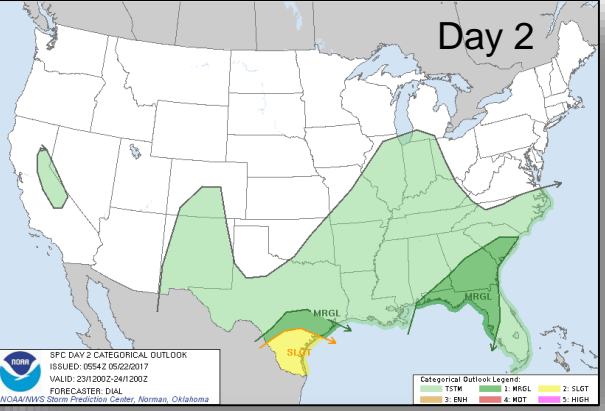 Day 2
MRGL
SLGT
MRGL
NOAA
SPC DAY 2 CATEGORICAL OUTLOOK
ISSUED: 0554Z 05/22/2017
VALID: 23/1200Z-24/1200Z
FORECASTER: DIAL
NOAA/NWS Storm Prediction Center, Norman, Oklahoma
Categorical Outlook Legend:
TSTM 1: MRGL 2: SLGT
3: ENH 4: MDT 5: HIGH